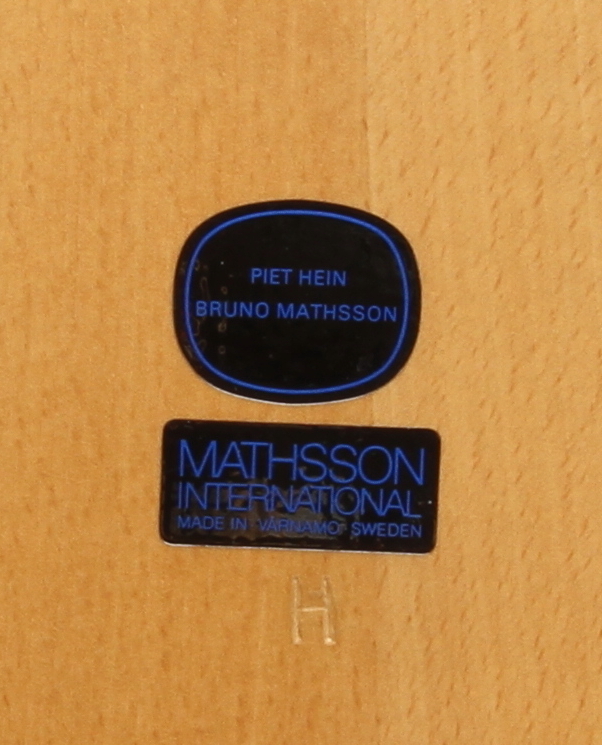 PIET HEIN
BRUNO MATHSSON
MATHSSON
INTERNATIONAL
MADE IN VÄRNAMO SWEDEN
H